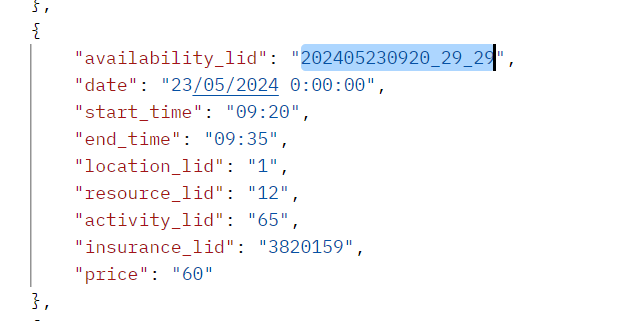 },
{
"availability_lid": "202405230920_29_29",
"date": "23/05/2024 0:00:00",
"start_time": "09:20",
"end_time": "09:35",
"location_lid": "1",
"resource_lid": "12",
"activity_lid": "65",
"insurance_lid": "3820159",
"price": "60"
},